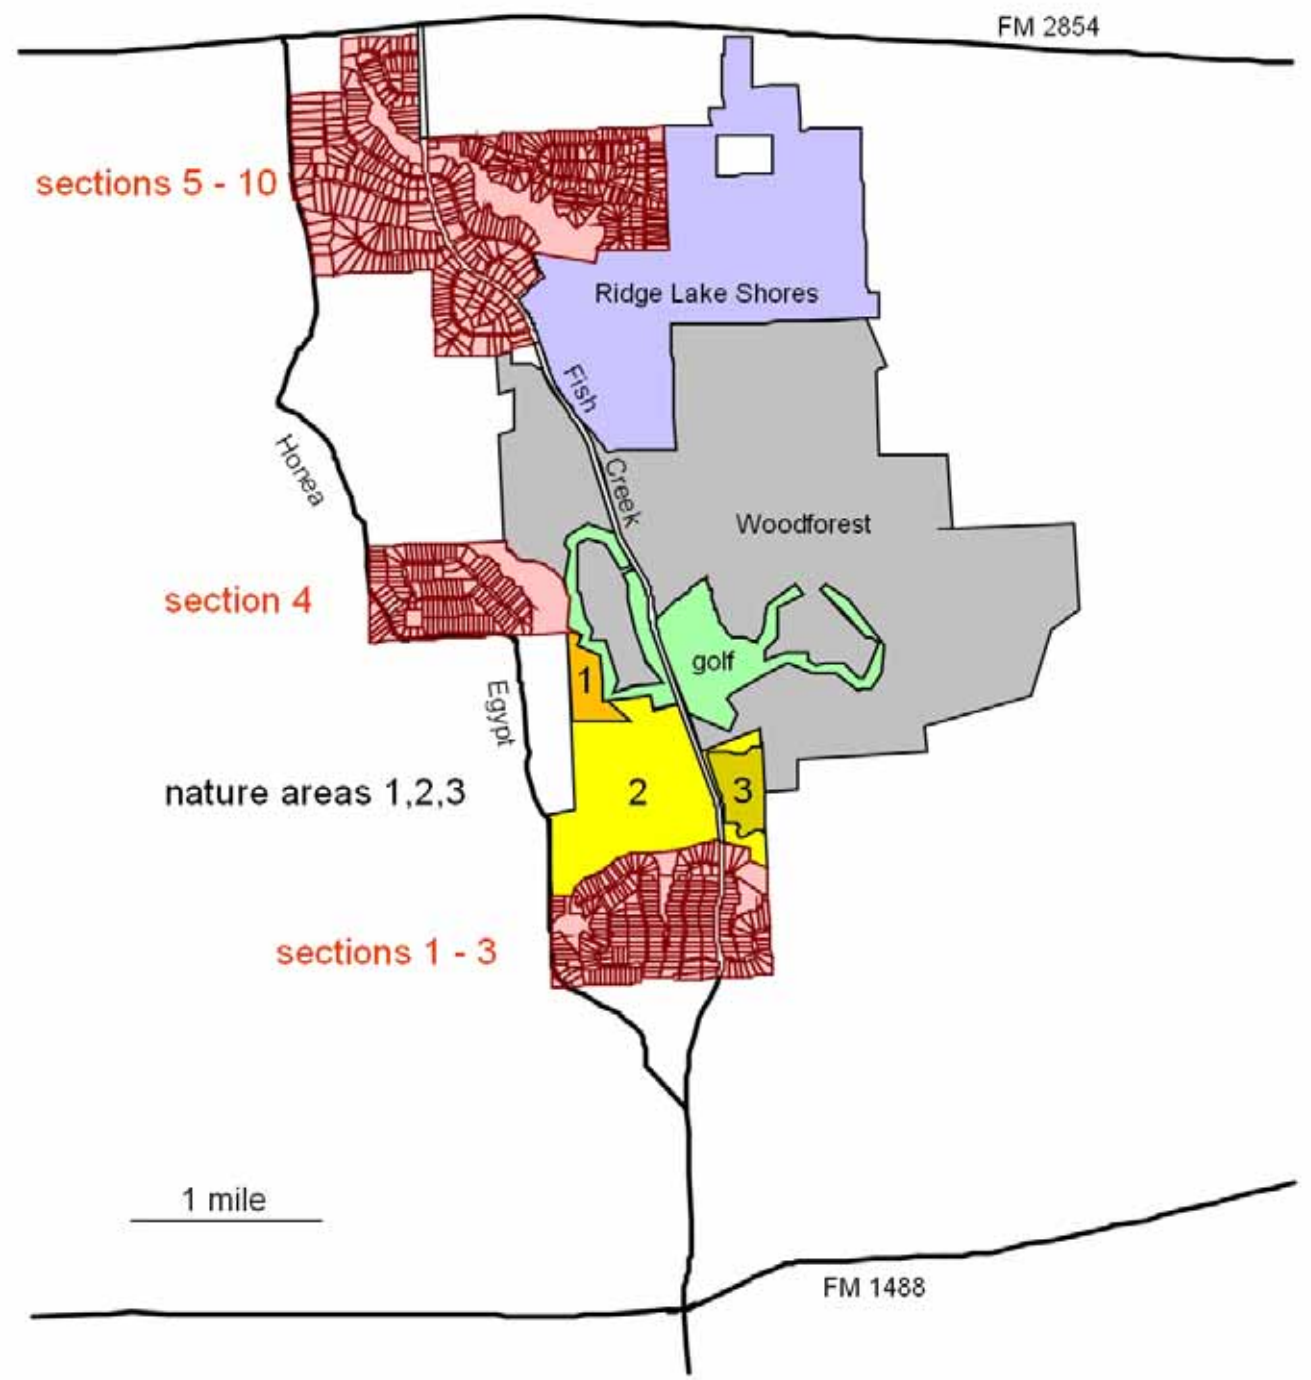 FM 2854
sections 5 - 10
Ridge Lake Shores
Fish
Creek
Honea
Woodforest
section 4
golf
1
Egypt
nature areas 1,2,3
2
3
sections 1 - 3
1 mile
FM 1488